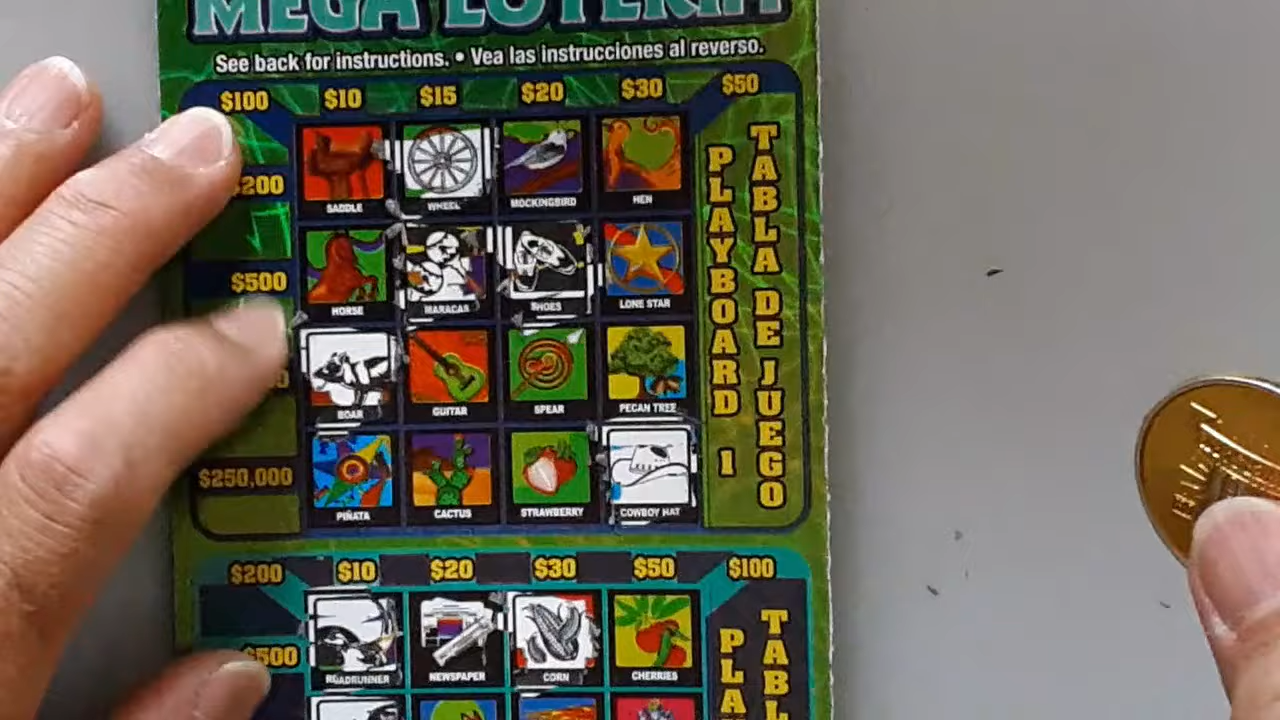 MEGA LOTERIA
See back for instructions. • Vea las instrucciones al reverso.
$100 $10 $15 $20 $30 $50
$200
SADDLE WHEEL MOCKINGBIRD HEN
$500
HORSE MARACAS SHOES LONE STAR
BOAR GUITAR SPEAR PECAN TREE
$250,000
PIÑATA CACTUS STRAWBERRY COWBOY HAT
PLAYBOARD 1
TABLA DE JUEGO
$200 $10 $20 $30 $50 $100
$500
ROADRUNNER NEWSPAPER CORN CHERRIES